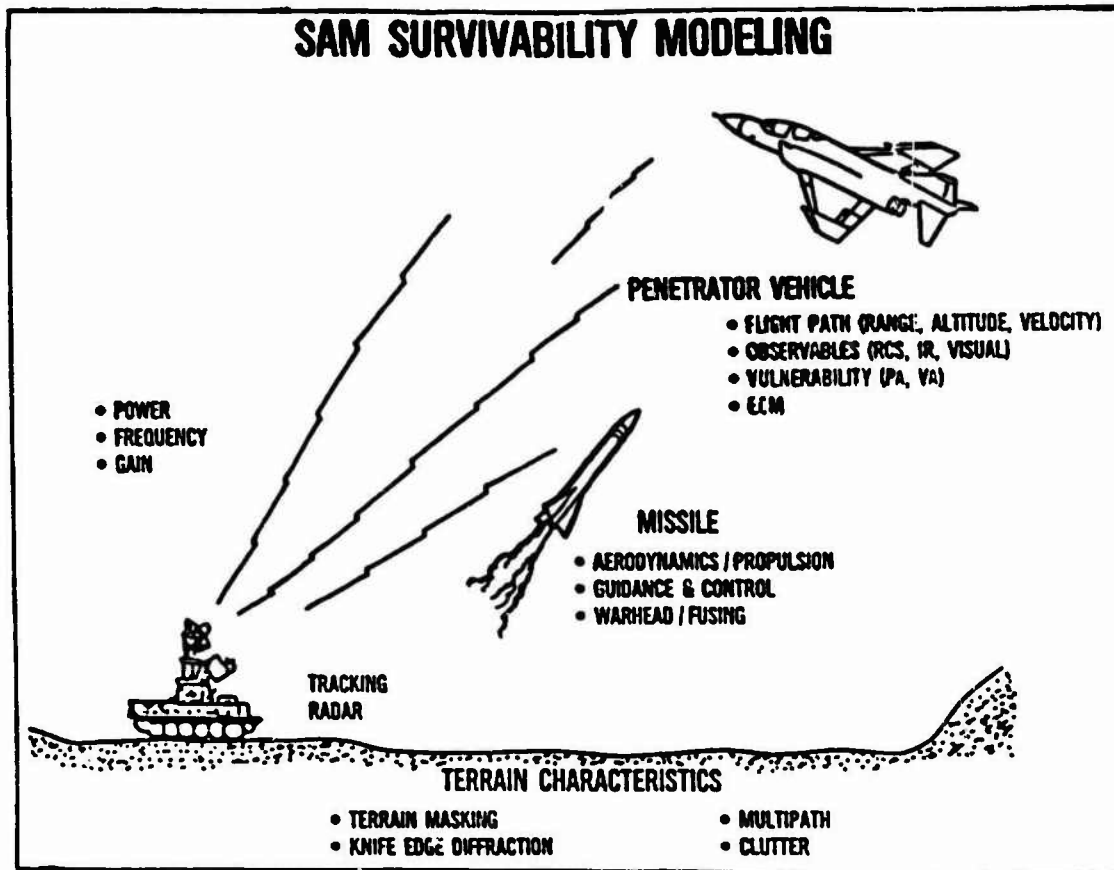 SAM SURVIVABILITY MODELING
PENETRATOR VEHICLE
• FLIGHT PATH (RANGE, ALTITUDE, VELOCITY)
• OBSERVABLES (RCS, IR, VISUAL)
• VULNERABILITY (PA, VA)
• ECM
• POWER
• FREQUENCY
• GAIN
MISSILE
• AERODYNAMICS / PROPULSION
• GUIDANCE & CONTROL
• WARHEAD / FUSING
TRACKING
RADAR
TERRAIN CHARACTERISTICS
• TERRAIN MASKING
• KNIFE EDGE DIFFRACTION
• MULTIPATH
• CLUTTER